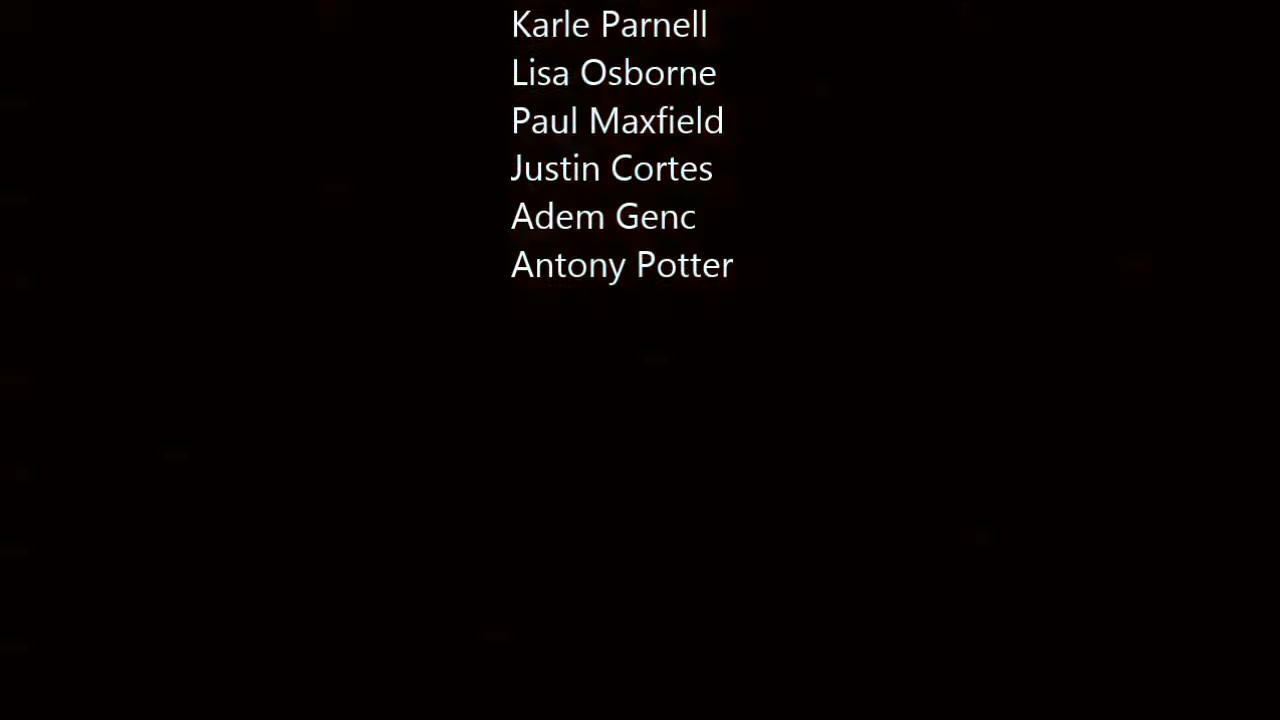 Karle Parnell
Lisa Osborne
Paul Maxfield
Justin Cortes
Adem Genc
Antony Potter